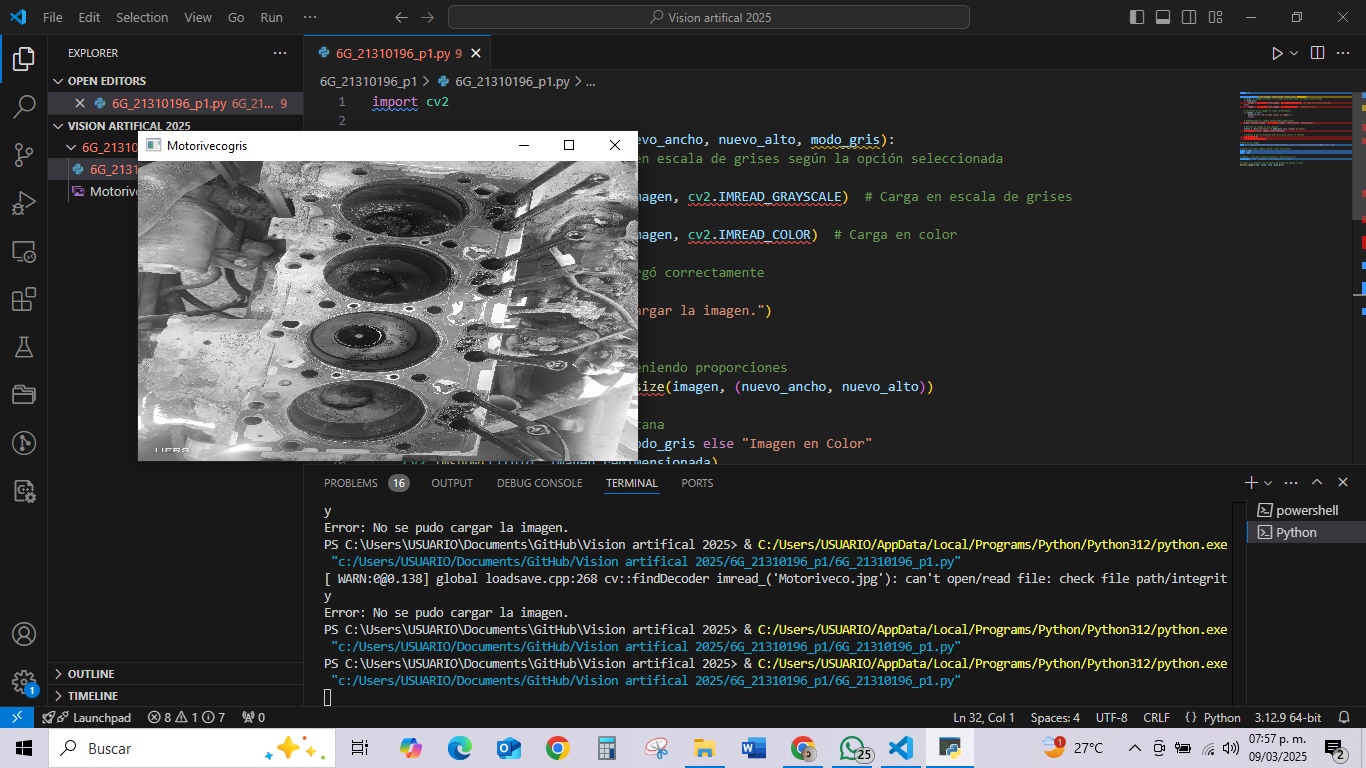 File Edit Selection View Go Run ··· Vision artifical 2025
EXPLORER ···
OPEN EDITORS
6G_21310196_p1.py 6G_21... 9
VISION ARTIFICAL 2025
6G_21310
6G_2131
Motorive
6G_21310196_p1.py 9
6G_21310196_p1 > 6G_21310196_p1.py > ...
1 import cv2
2
Motorivecogris
evo_ancho, nuevo_alto, modo_gris):
en escala de grises según la opción seleccionada
magen, cv2.IMREAD_GRAYSCALE) # Carga en escala de grises
magen, cv2.IMREAD_COLOR) # Carga en color
rgó correctamente
argar la imagen.")
eniendo proporciones
size(imagen, (nuevo_ancho, nuevo_alto))
tana
odo_gris else "Imagen en Color"
PROBLEMS 16 OUTPUT DEBUG CONSOLE TERMINAL PORTS
y
Error: No se pudo cargar la imagen.
PS C:\Users\USUARIO\Documents\GitHub\Vision artifical 2025> & C:/Users/USUARIO/AppData/Local/Programs/Python/Python312/python.exe
"c:/Users/USUARIO/Documents/GitHub/Vision artifical 2025/6G_21310196_p1/6G_21310196_p1.py"
[ WARN:0@0.138] global loadsave.cpp:268 cv::findDecoder imread_('Motoriveco.jpg'): can't open/read file: check file path/integrit
y
Error: No se pudo cargar la imagen.
PS C:\Users\USUARIO\Documents\GitHub\Vision artifical 2025> & C:/Users/USUARIO/AppData/Local/Programs/Python/Python312/python.exe
"c:/Users/USUARIO/Documents/GitHub/Vision artifical 2025/6G_21310196_p1/6G_21310196_p1.py"
PS C:\Users\USUARIO\Documents\GitHub\Vision artifical 2025> & C:/Users/USUARIO/AppData/Local/Programs/Python/Python312/python.exe
"c:/Users/USUARIO/Documents/GitHub/Vision artifical 2025/6G_21310196_p1/6G_21310196_p1.py"
powershell
Python
OUTLINE
TIMELINE
1
Launchpad 8 1 7 0 Ln 32, Col 1 Spaces: 4 UTF-8 CRLF {} Python 3.12.9 64-bit
Buscar 25 1 27°C 07:57 p. m.
09/03/2025 2